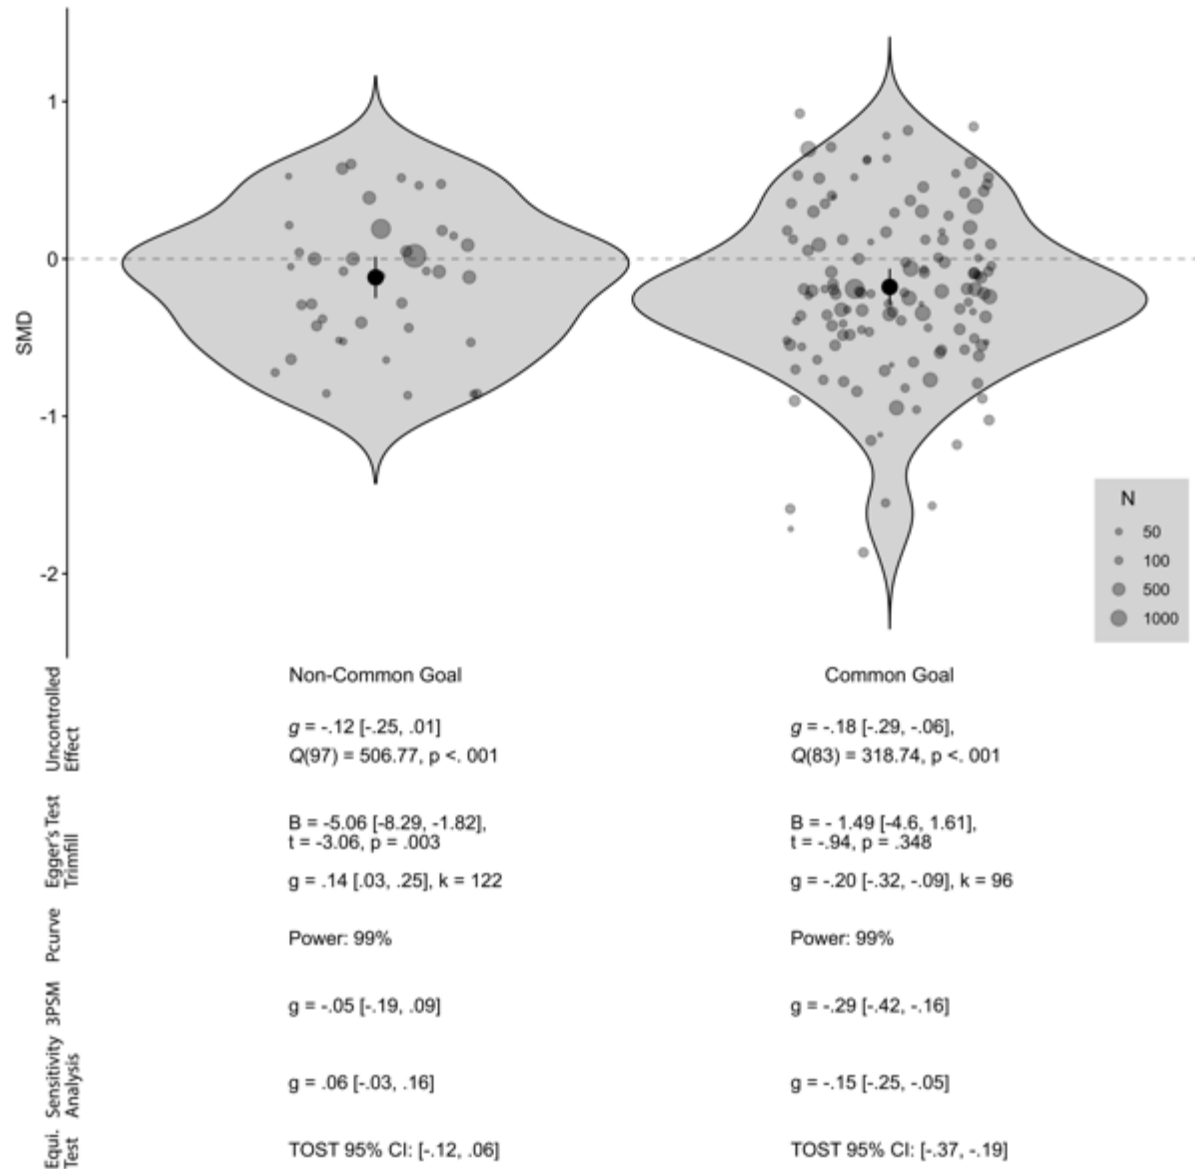 1
0
SMD
-1
-2
N
50
100
500
1000
Non-Common Goal
Common Goal
Uncontrolled
Effect
g = -.12 [-.25, .01]
g = -.18 [-.29, -.06],
Q(97) = 506.77, p <. 001
Q(83) = 318.74, p <. 001
Egger's Test
Trimfill
B = -5.06 [-8.29, -1.82],
t = -3.06, p = .003
B = - 1.49 [-4.6, 1.61],
t = -.94, p = .348
g = .14 [.03, .25], k = 122
g = -.20 [-.32, -.09], k = 96
Pcurve
Power: 99%
Power: 99%
3PSM
g = -.05 [-.19, .09]
g = -.29 [-.42, -.16]
Sensitivity
Analysis
g = .06 [-.03, .16]
g = -.15 [-.25, -.05]
Equi.
Test
TOST 95% CI: [-.12, .06]
TOST 95% CI: [-.37, -.19]